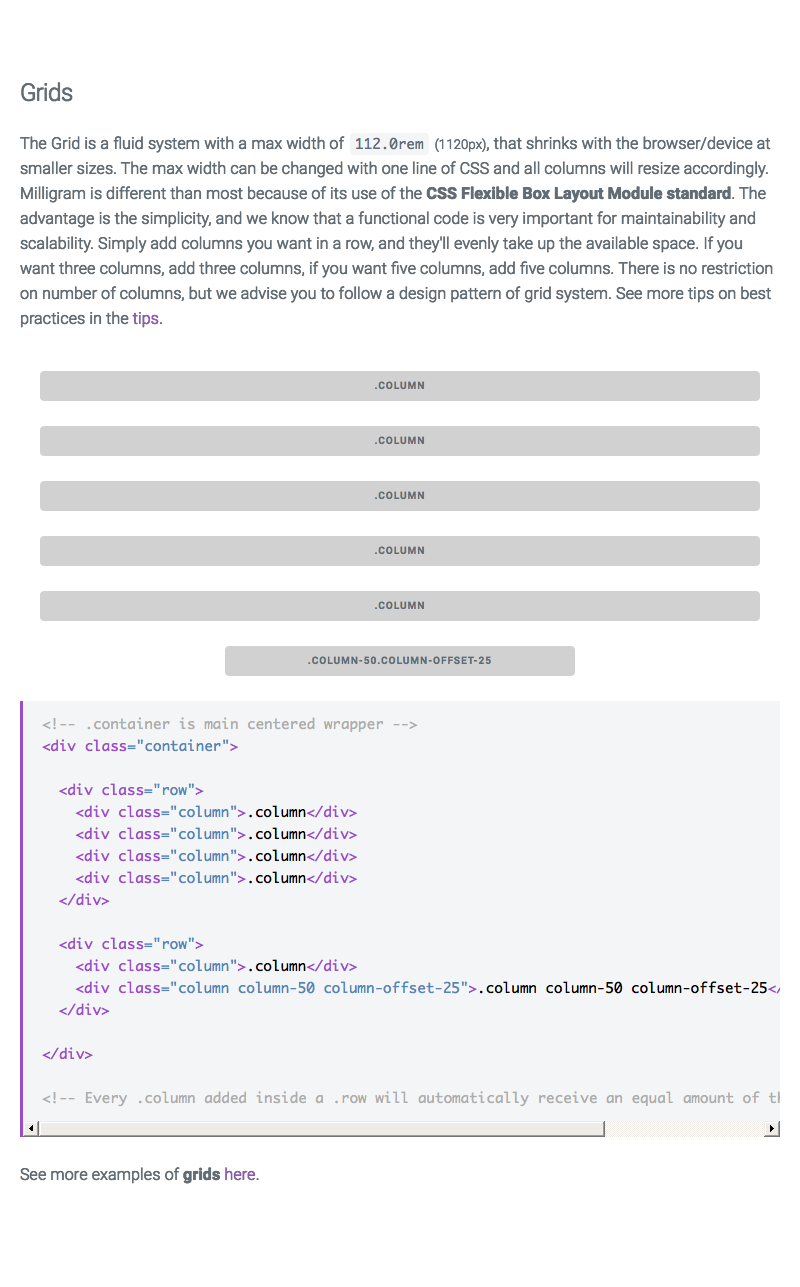 Grids
The Grid is a fluid system with a max width of 112.0rem (1120px), that shrinks with the browser/device at
smaller sizes. The max width can be changed with one line of CSS and all columns will resize accordingly.
Milligram is different than most because of its use of the CSS Flexible Box Layout Module standard. The
advantage is the simplicity, and we know that a functional code is very important for maintainability and
scalability. Simply add columns you want in a row, and they'll evenly take up the available space. If you
want three columns, add three columns, if you want five columns, add five columns. There is no restriction
on number of columns, but we advise you to follow a design pattern of grid system. See more tips on best
practices in the tips.
.COLUMN
.COLUMN
.COLUMN
.COLUMN
.COLUMN
.COLUMN-50.COLUMN-OFFSET-25
<!-- .container is main centered wrapper -->
<div class="container">
<div class="row">
<div class="column">.column</div>
<div class="column">.column</div>
<div class="column">.column</div>
<div class="column">.column</div>
</div>
<div class="row">
<div class="column">.column</div>
<div class="column column-50 column-offset-25">.column column-50 column-offset-25</
</div>
</div>
<!-- Every .column added inside a .row will automatically receive an equal amount of th
See more examples of grids here.